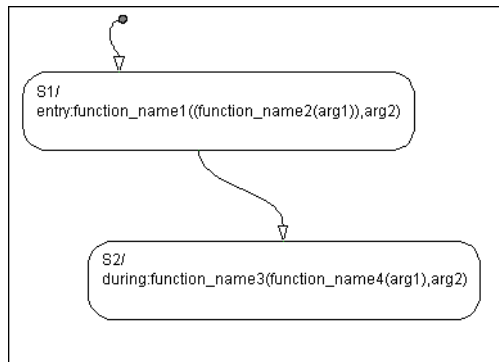 S1/
entry:function_name1((function_name2(arg1)),arg2)
S2/
during:function_name3(function_name4(arg1),arg2)